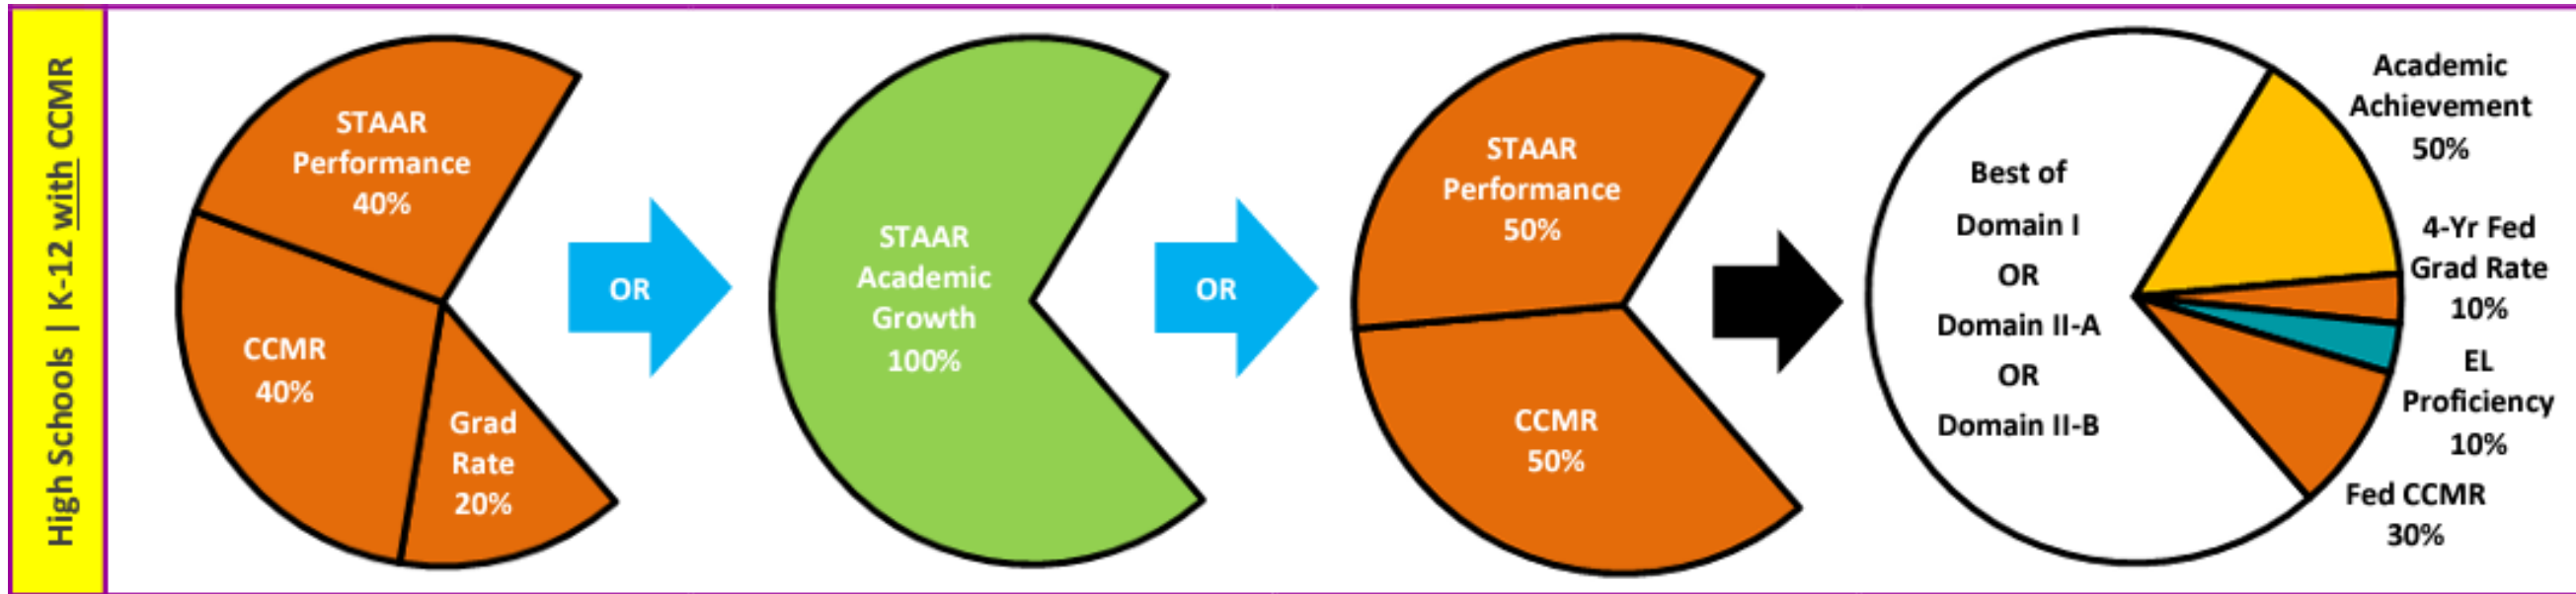 High Schools | K-12 with CCMR
STAAR
Performance
40%
CCMR
40%
Grad
Rate
20%
OR
STAAR
Academic
Growth
100%
OR
STAAR
Performance
50%
CCMR
50%
Best of
Domain I
OR
Domain II-A
OR
Domain II-B
Academic
Achievement
50%
4-Yr Fed
Grad Rate
10%
EL
Proficiency
10%
Fed CCMR
30%